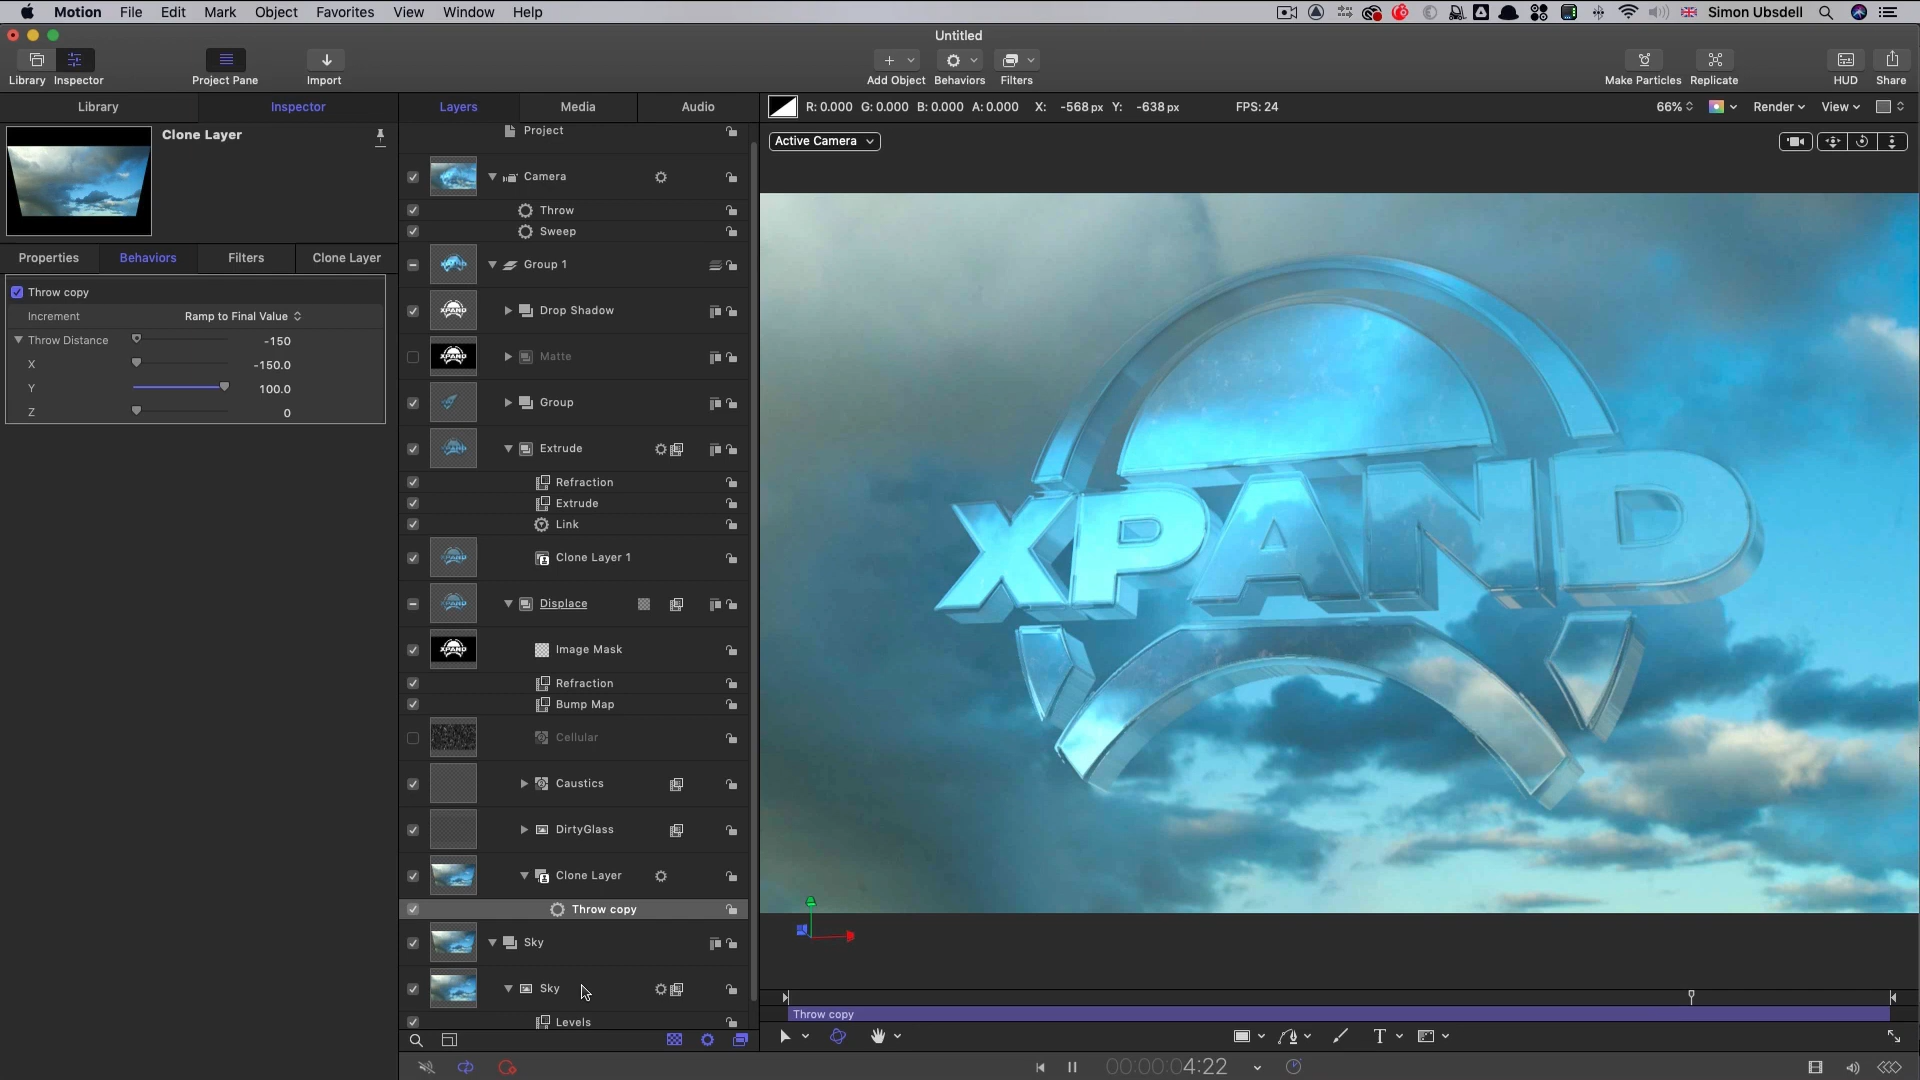 Motion File Edit Mark Object Favorites View Window Help Simon Ubsdell
Untitled
Library Inspector Project Pane Import Add Object Behaviors Filters Make Particles Replicate HUD Share
Library Inspector Layers Media Audio R: 0.000 G: 0.000 B: 0.000 A: 0.000 X: -568 px Y: -638 px FPS: 24 66% Render View
Clone Layer
Active Camera
Properties Behaviors Filters Clone Layer
Throw copy
Increment Ramp to Final Value
Throw Distance -150
X -150.0
Y 100.0
Z 0
Project
Camera
Throw
Sweep
Group 1
Drop Shadow
Matte
Group
Extrude
Refraction
Extrude
Link
Clone Layer 1
Displace
Image Mask
Refraction
Bump Map
Cellular
Caustics
DirtyGlass
Clone Layer
Throw copy
Sky
Sky
Levels
XPAND
XPAND
XPAND
XPAND
Throw copy
T
00:00:04:22